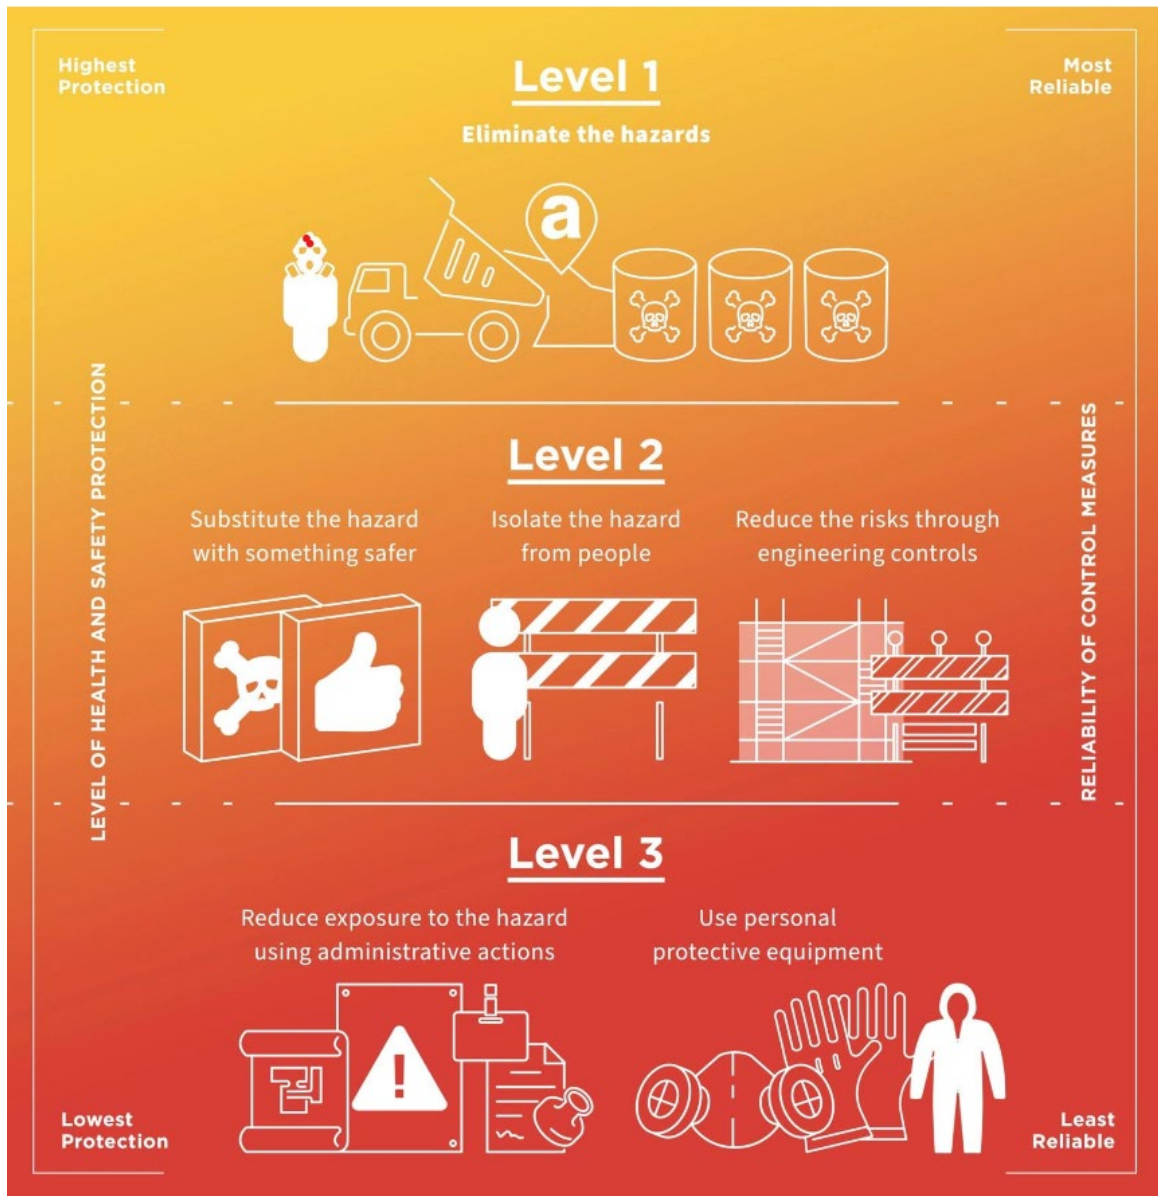 Highest
Protection
Level 1
Most
Reliable
Eliminate the hazards
a
LEVEL OF HEALTH AND SAFETY PROTECTION
RELIABILITY OF CONTROL MEASURES
Level 2
Substitute the hazard
with something safer
Isolate the hazard
from people
Reduce the risks through
engineering controls
Level 3
Reduce exposure to the hazard
using administrative actions
Use personal
protective equipment
!
Lowest
Protection
Least
Reliable